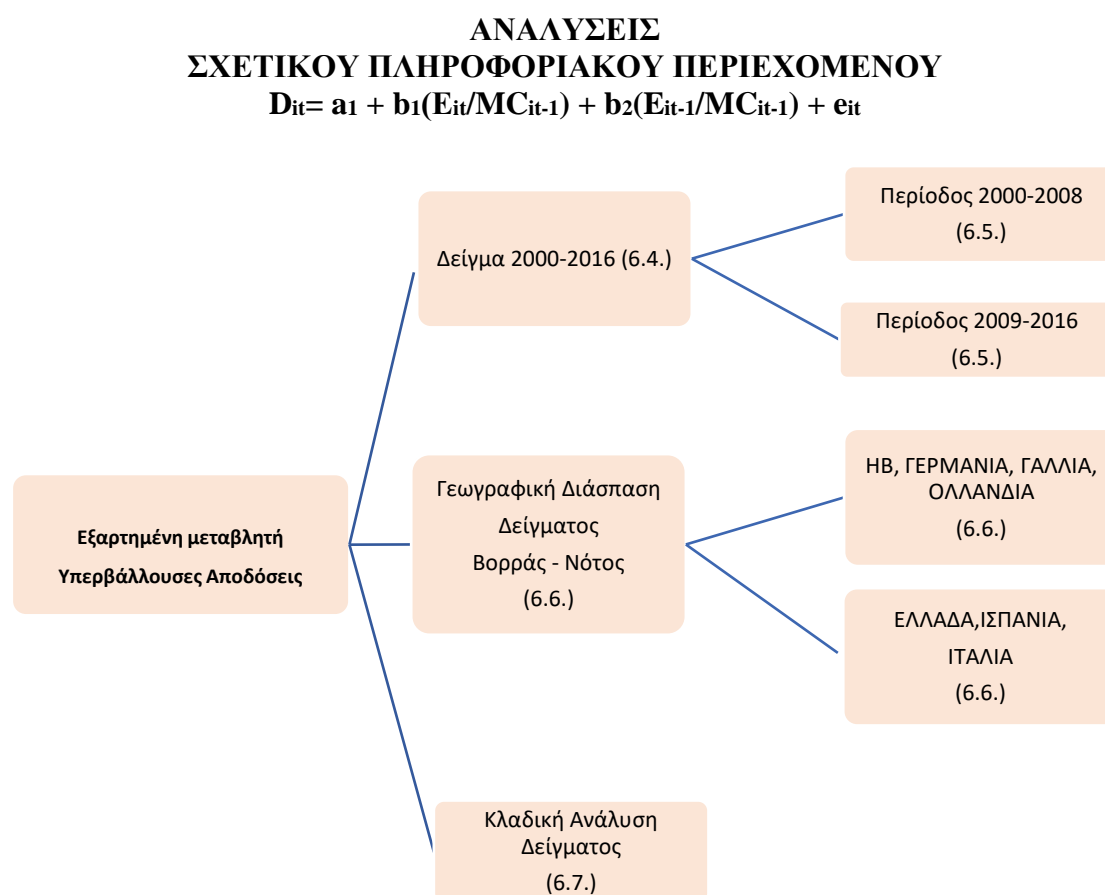 ΑΝΑΛΥΣΕΙΣ
ΣΧΕΤΙΚΟΥ ΠΛΗΡΟΦΟΡΙΑΚΟΥ ΠΕΡΙΕΧΟΜΕΝΟΥ
Dit= a1 + b1(Eit/MCit-1) + b2(Eit-1/MCit-1) + eit
Εξαρτημένη μεταβλητή
Υπερβάλλουσες Αποδόσεις
Δείγμα 2000-2016 (6.4.)
Περίοδος 2000-2008
(6.5.)
Περίοδος 2009-2016
(6.5.)
Γεωγραφική Διάσπαση
Δείγματος
Βορράς - Νότος
(6.6.)
ΗΒ, ΓΕΡΜΑΝΙΑ, ΓΑΛΛΙΑ,
ΟΛΛΑΝΔΙΑ
(6.6.)
ΕΛΛΑΔΑ,ΙΣΠΑΝΙΑ,
ΙΤΑΛΙΑ
(6.6.)
Κλαδική Ανάλυση
Δείγματος
(6.7.)